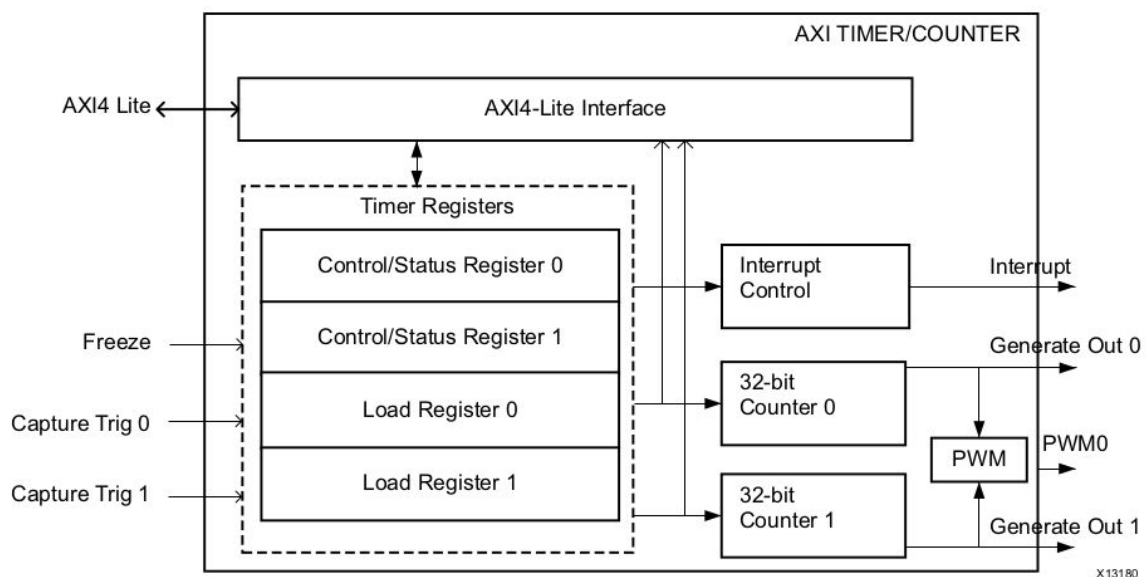 AXI TIMER/COUNTER
AXI4 Lite
AXI4-Lite Interface
Timer Registers
Control/Status Register 0
Control/Status Register 1
Load Register 0
Load Register 1
Freeze
Capture Trig 0
Capture Trig 1
Interrupt
Control
Interrupt
32-bit
Counter 0
Generate Out 0
PWM
PWM0
32-bit
Counter 1
Generate Out 1
X13180